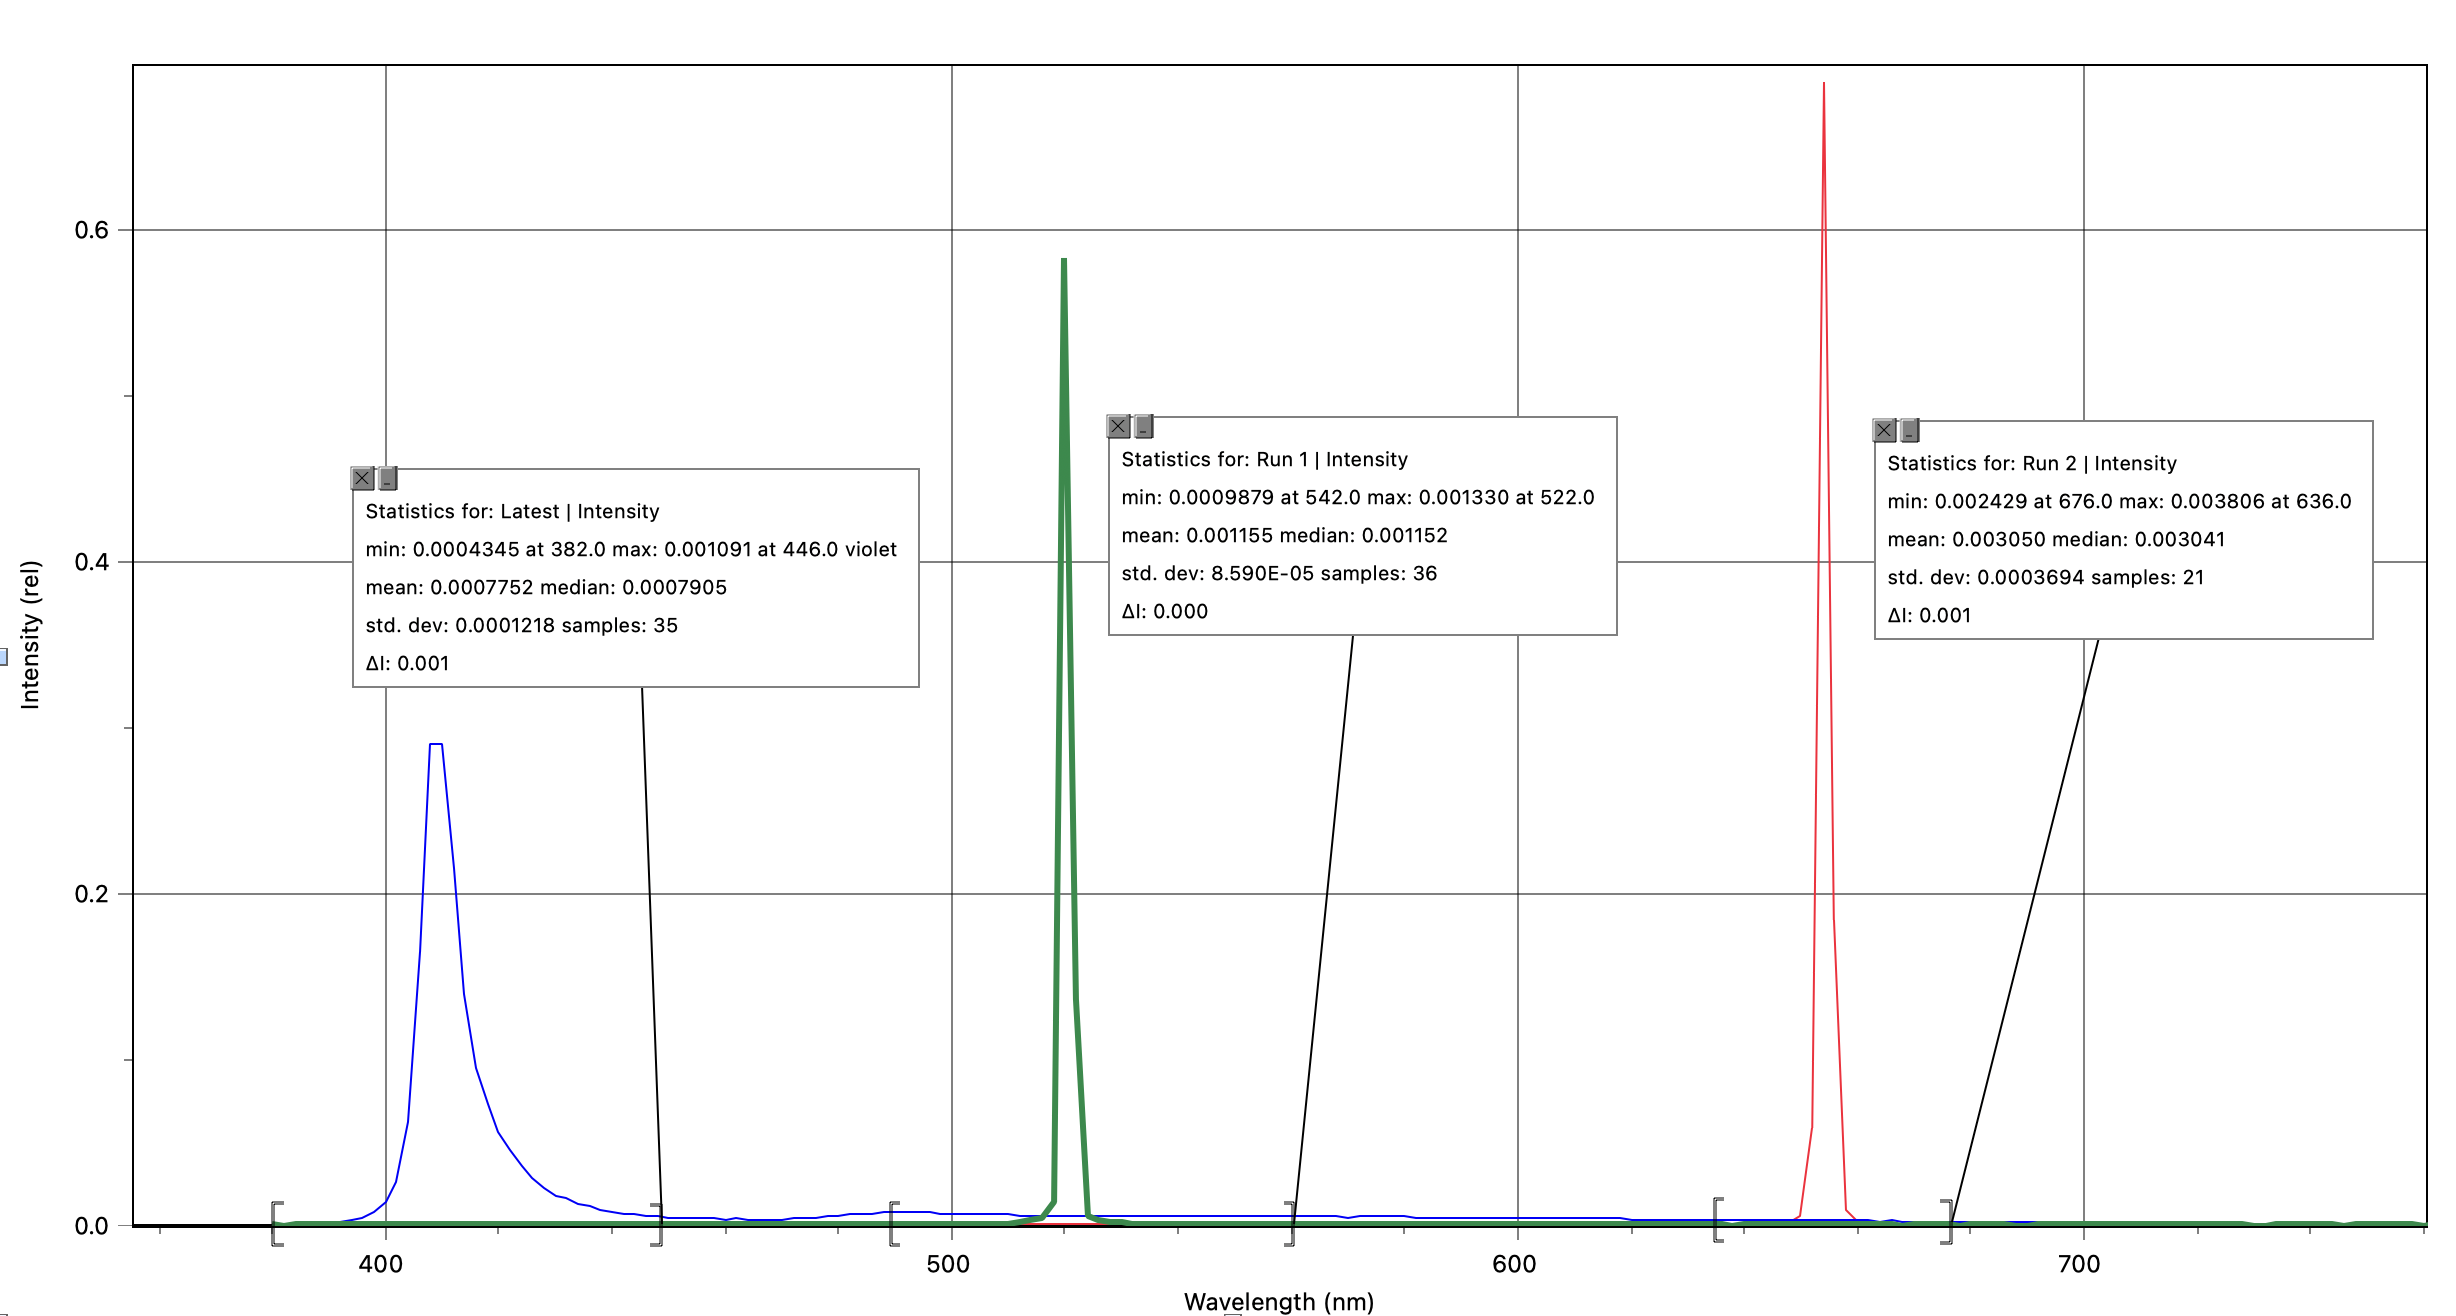 0.6
0.4
0.2
0.0
Intensity (rel)
Statistics for: Latest | Intensity
min: 0.0004345 at 382.0 max: 0.001091 at 446.0 violet
mean: 0.0007752 median: 0.0007905
std. dev: 0.0001218 samples: 35
ΔI: 0.001
Statistics for: Run 1 | Intensity
min: 0.0009879 at 542.0 max: 0.001330 at 522.0
mean: 0.001155 median: 0.001152
std. dev: 8.590E-05 samples: 36
ΔI: 0.000
Statistics for: Run 2 | Intensity
min: 0.002429 at 676.0 max: 0.003806 at 636.0
mean: 0.003050 median: 0.003041
std. dev: 0.0003694 samples: 21
ΔI: 0.001
400 500 600 700
Wavelength (nm)